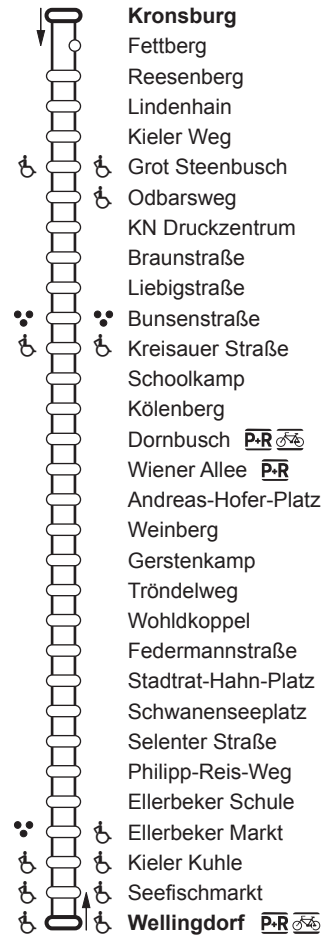 Kronsburg
Fettberg
Reesenberg
Lindenhain
Kieler Weg
Grot Steenbusch
Odbarsweg
KN Druckzentrum
Braunstraße
Liebigstraße
Bunsenstraße
Kreisauer Straße
Schoolkamp
Kölenberg
Dornbusch P+R
Wiener Allee P+R
Andreas-Hofer-Platz
Weinberg
Gerstenkamp
Tröndelweg
Wohldkoppel
Federmannstraße
Stadtrat-Hahn-Platz
Schwanenseeplatz
Selenter Straße
Philipp-Reis-Weg
Ellerbeker Schule
Ellerbeker Markt
Kieler Kuhle
Seefischmarkt
Wellingdorf P+R